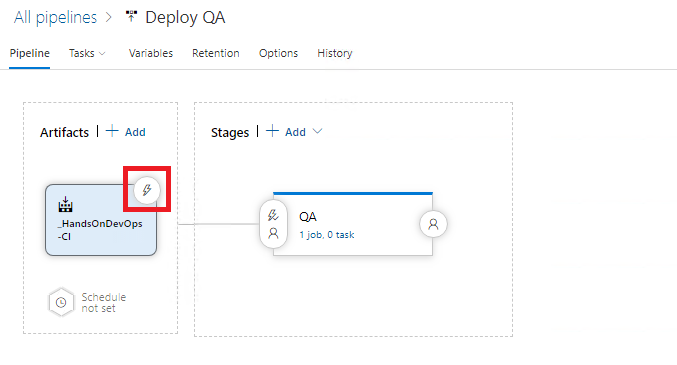 All pipelines > Deploy QA
Pipeline Tasks Variables Retention Options History
Artifacts | + Add
Stages | + Add
_HandsOnDevOps
-CI
QA
1 job, 0 task
Schedule
not set